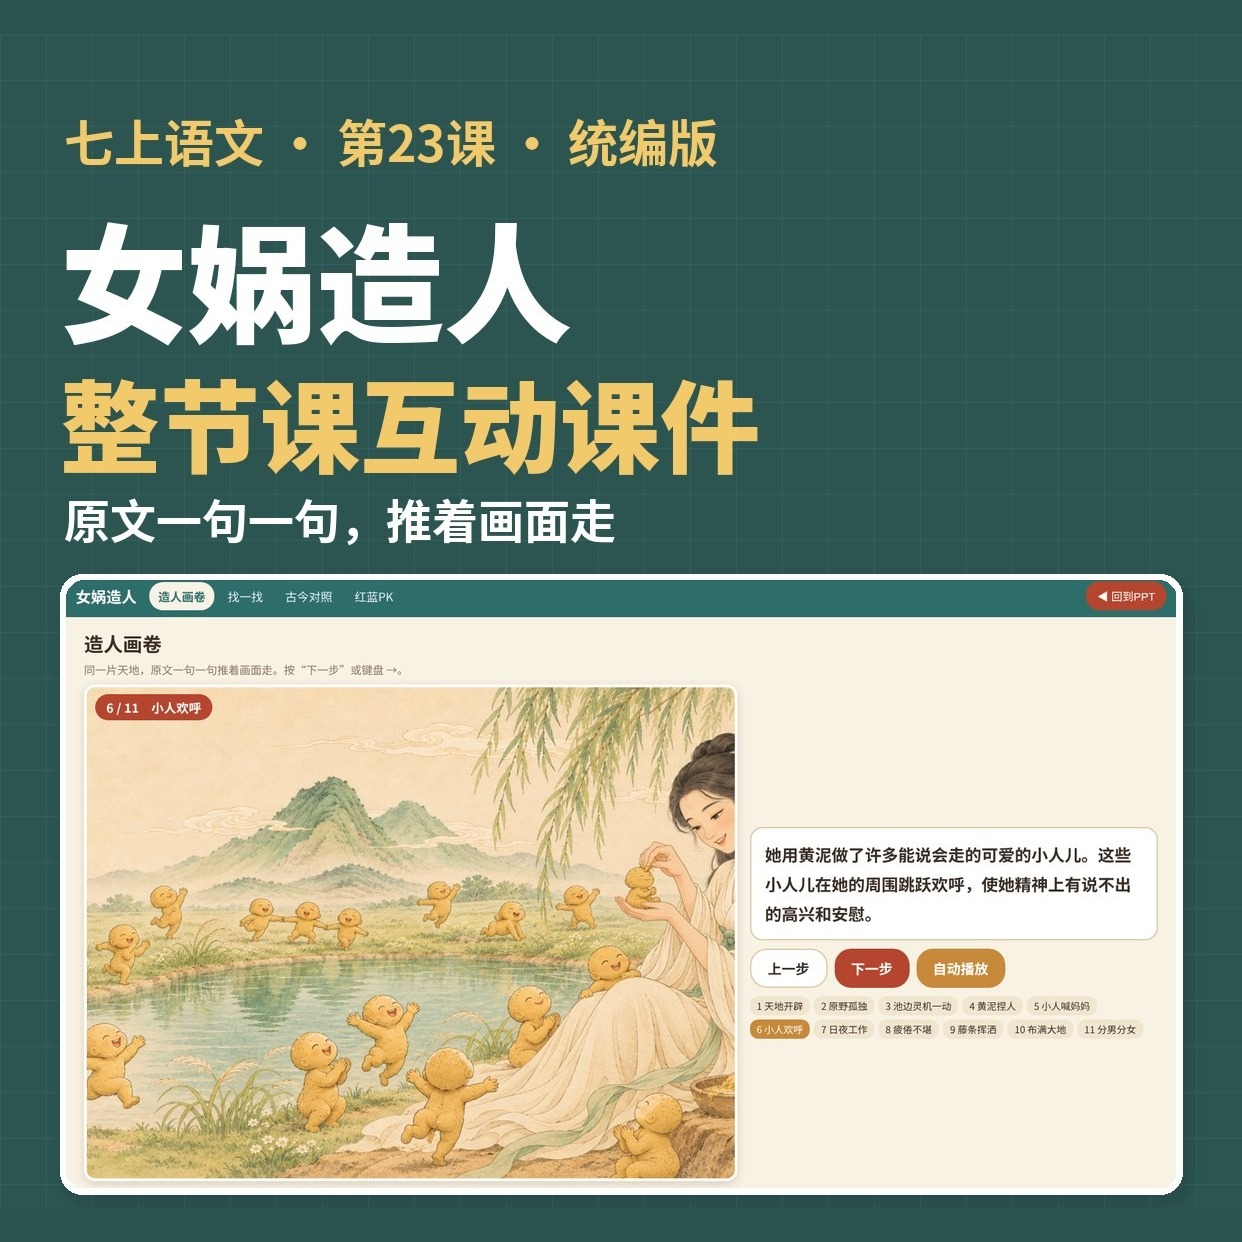 七上语文 · 第23课 · 统编版
女娲造人
整节课互动课件
原文一句一句，推着画面走
女娲造人 造人画卷 找一找 古今对照 红蓝PK ◀ 回到PPT
造人画卷
同一片天地，原文一句一句推着画面走。按“下一步”或键盘 →。
6 / 11 小人欢呼
她用黄泥做了许多能说会走的可爱的小人儿。这些
小人儿在她的周围跳跃欢呼，使她精神上有说不出
的高兴和安慰。
上一步 下一步 自动播放
1 天地开辟 2 原野孤独 3 池边灵机一动 4 黄泥捏人 5 小人喊妈妈
6 小人欢呼 7 日夜工作 8 疲倦不堪 9 藤条挥洒 10 布满大地 11 分男分女